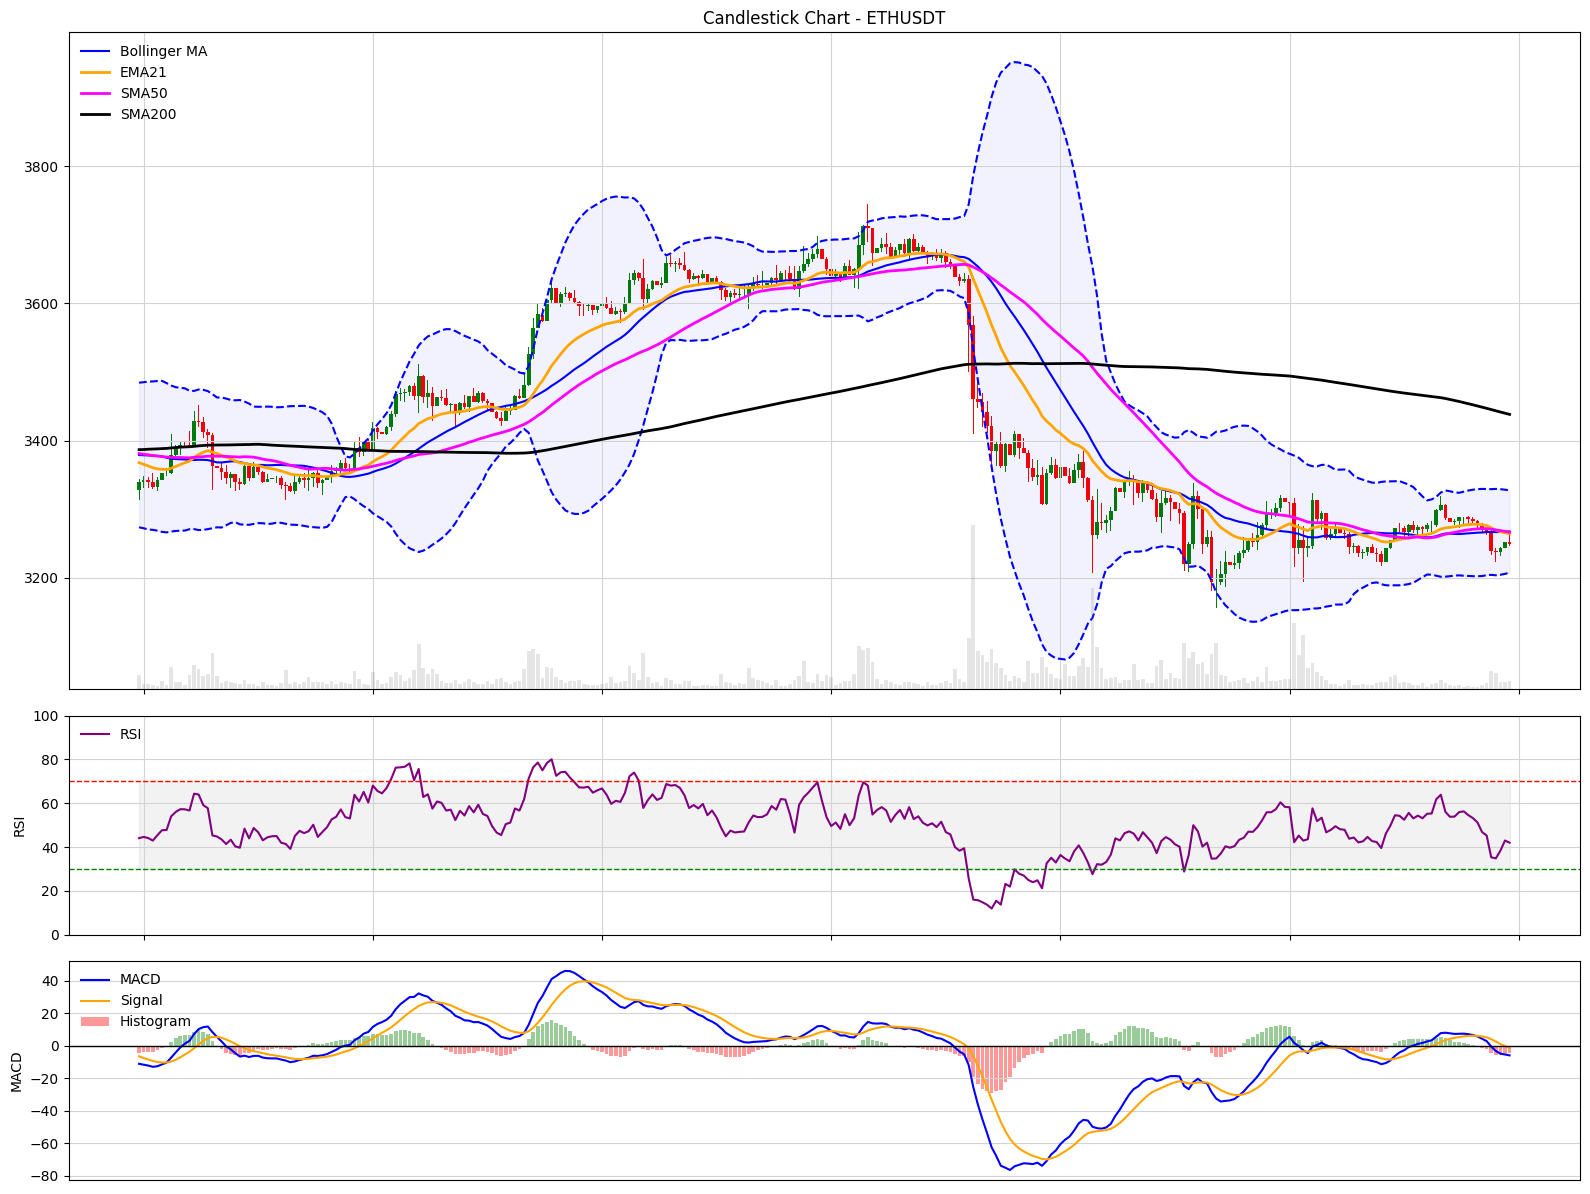 Candlestick Chart - ETHUSDT
Bollinger MA
EMA21
SMA50
SMA200
3800
3600
3400
3200
RSI
100
80
60
40
20
0
RSI
MACD
Signal
Histogram
40
20
0
−20
−40
−60
−80
MACD